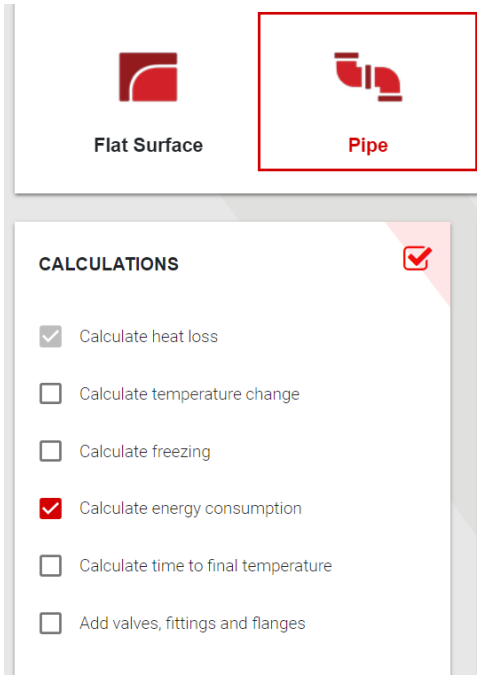 Flat Surface
Pipe
CALCULATIONS
Calculate heat loss
Calculate temperature change
Calculate freezing
Calculate energy consumption
Calculate time to final temperature
Add valves, fittings and flanges